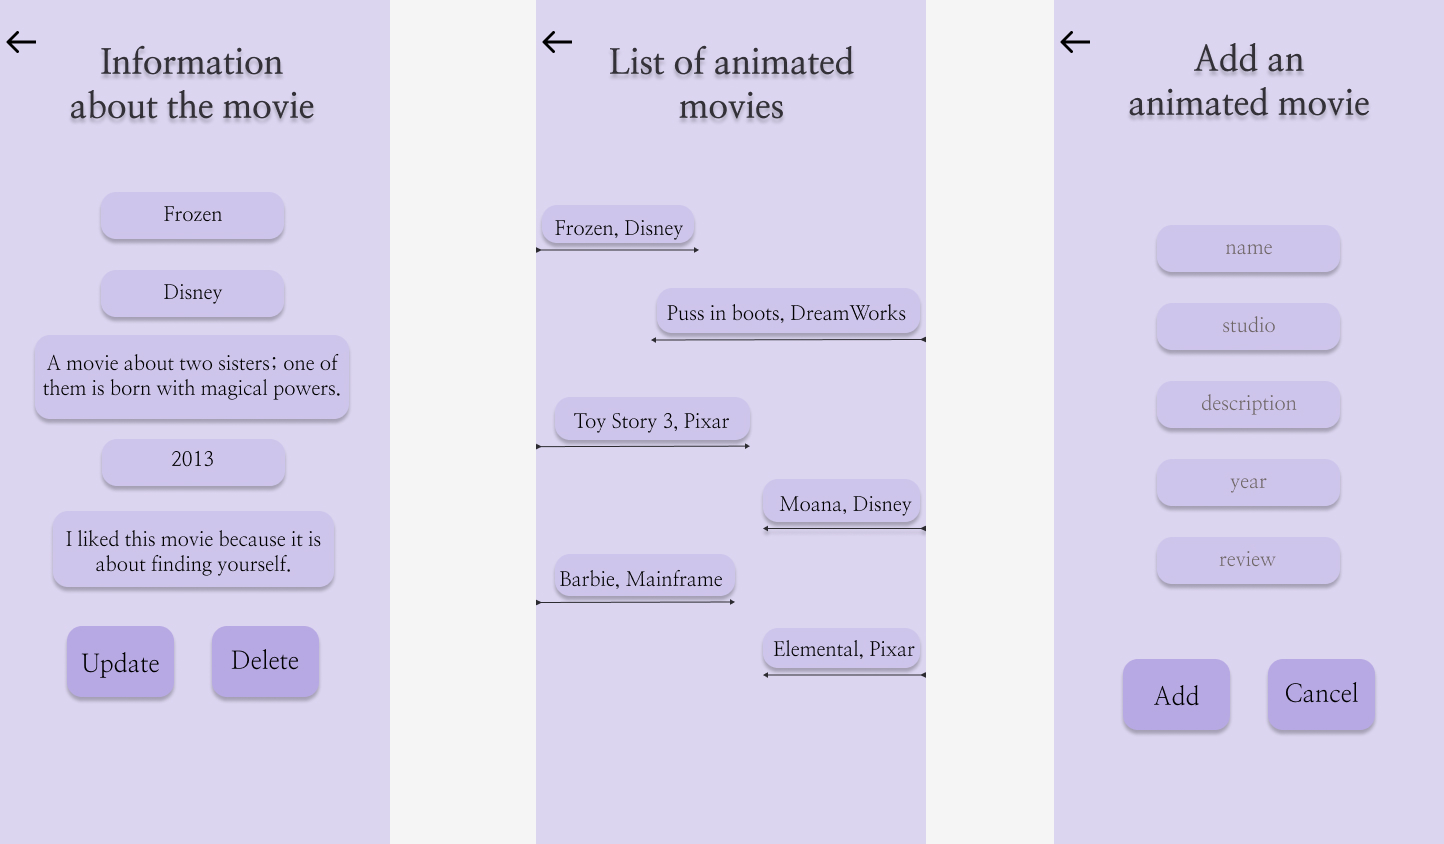 Information
about the movie
Frozen
Disney
A movie about two sisters; one of
them is born with magical powers.
2013
I liked this movie because it is
about finding yourself.
Update
Delete
List of animated
movies
Frozen, Disney
Puss in boots, DreamWorks
Toy Story 3, Pixar
Moana, Disney
Barbie, Mainframe
Elemental, Pixar
Add an
animated movie
name
studio
description
year
review
Add
Cancel